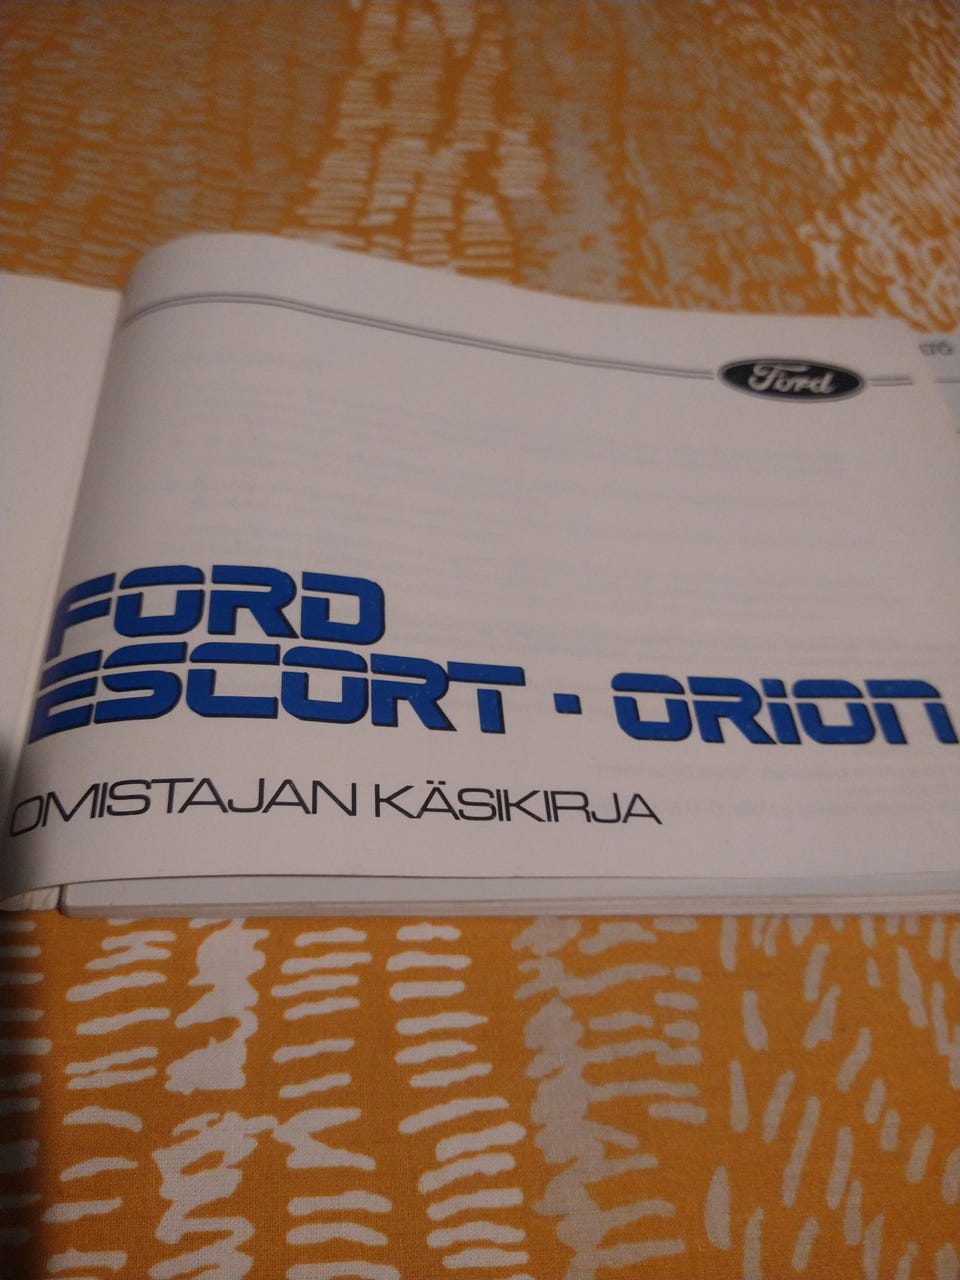 Ford
FORD
ESCORT · ORION
OMISTAJAN KÄSIKIRJA